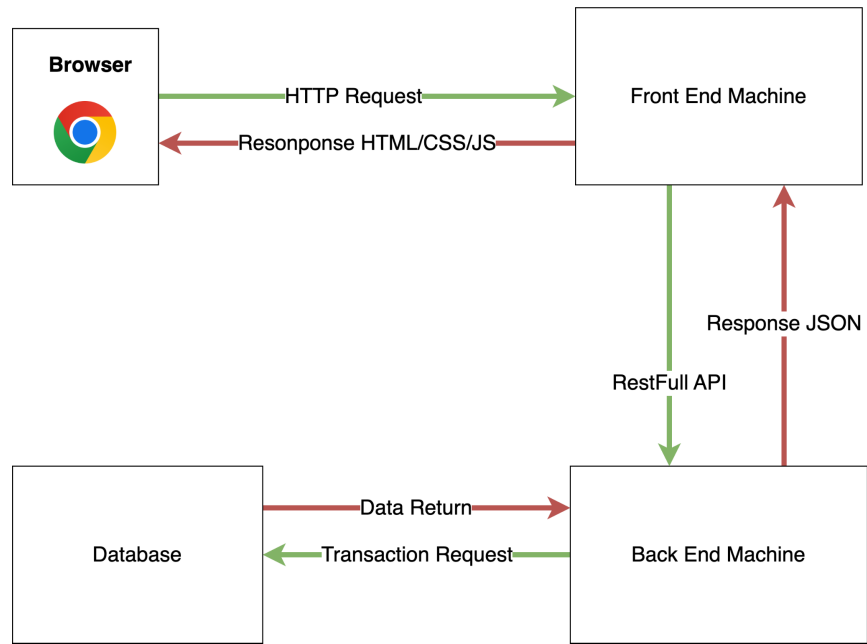 Browser
HTTP Request
Front End Machine
Resonponse HTML/CSS/JS
Response JSON
RestFull API
Data Return
Database
Transaction Request
Back End Machine